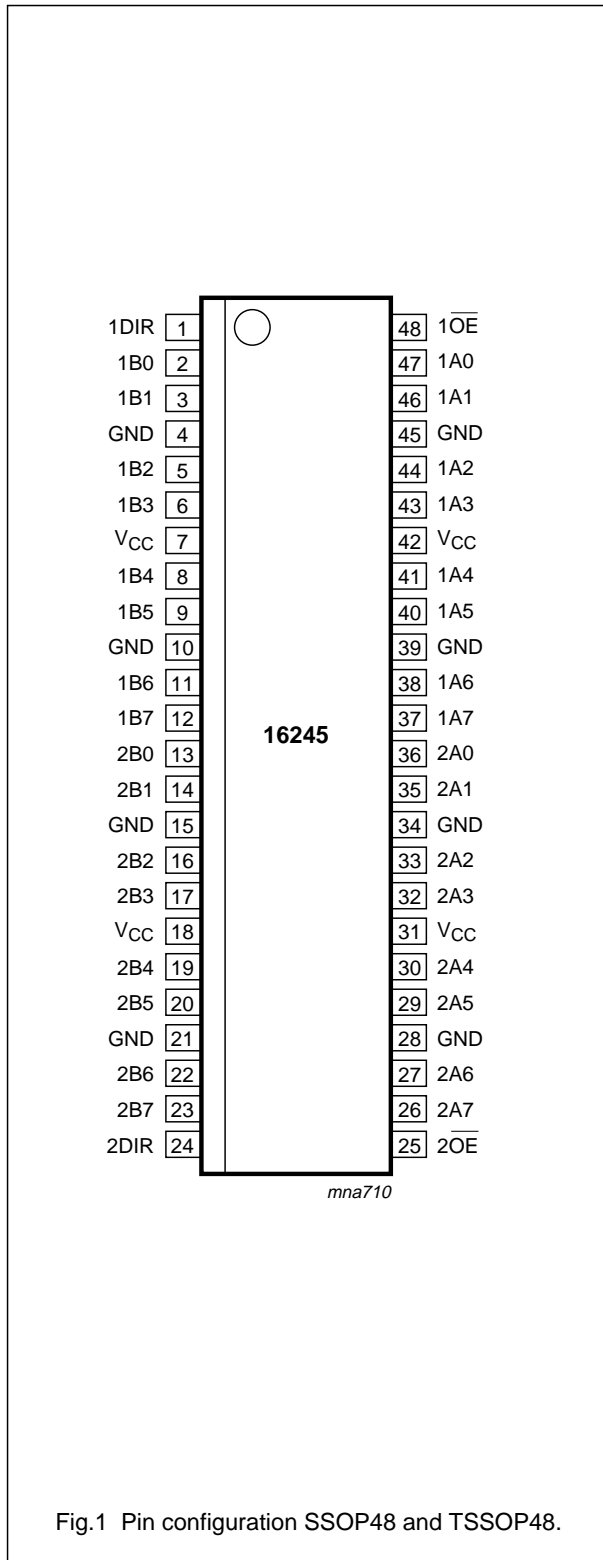 1DIR 1 48 1O̅E̅
1B0 2 47 1A0
1B1 3 46 1A1
GND 4 45 GND
1B2 5 44 1A2
1B3 6 43 1A3
VCC 7 42 VCC
1B4 8 41 1A4
1B5 9 40 1A5
GND 10 39 GND
1B6 11 38 1A6
1B7 12 37 1A7
16245
2B0 13 36 2A0
2B1 14 35 2A1
GND 15 34 GND
2B2 16 33 2A2
2B3 17 32 2A3
VCC 18 31 VCC
2B4 19 30 2A4
2B5 20 29 2A5
GND 21 28 GND
2B6 22 27 2A6
2B7 23 26 2A7
2DIR 24 25 2O̅E̅
mna710
Fig.1 Pin configuration SSOP48 and TSSOP48.